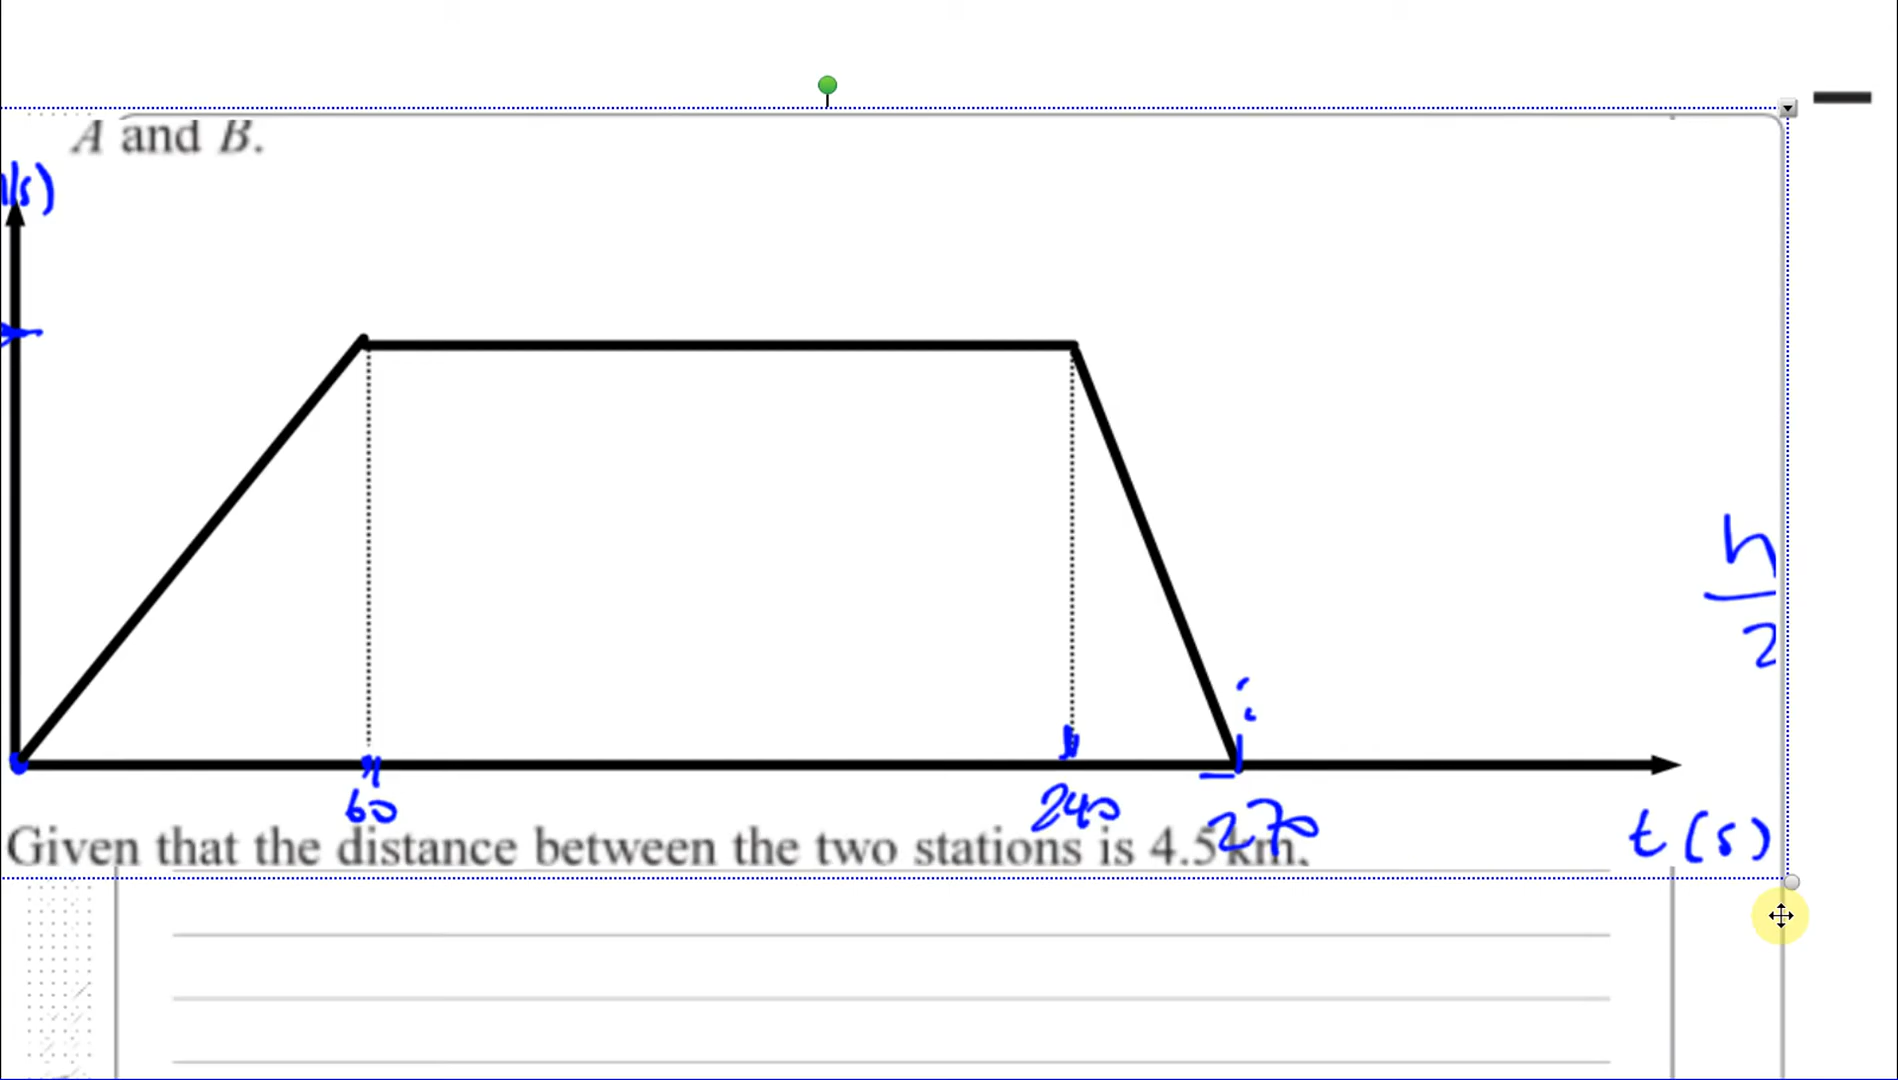 A and B.
/s)
h
2
60
240
270
t (s)
Given that the distance between the two stations is 4.5 km,